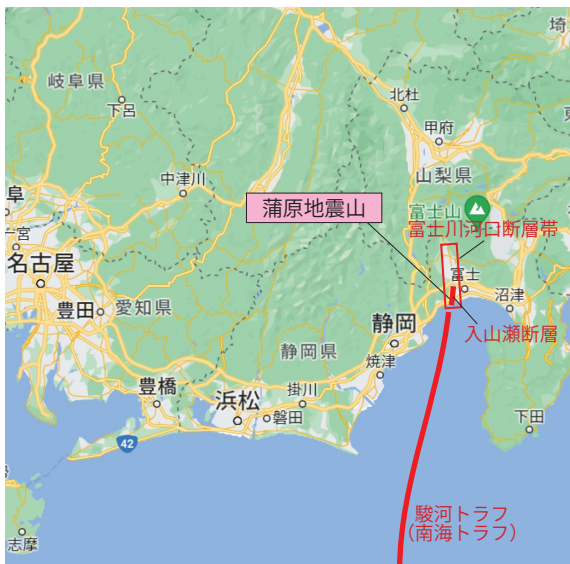 埼
岐阜県
北杜
下呂
甲府
中津川
山梨県
阜
蒲原地震山
富士山
富士川河口断層帯
一宮
名古屋
富士
豊田
愛知県
沼津
静岡
入山瀬断層
静岡県
焼津
豊橋
掛川
浜松
磐田
下田
42
駿河トラフ
(南海トラフ)
志摩